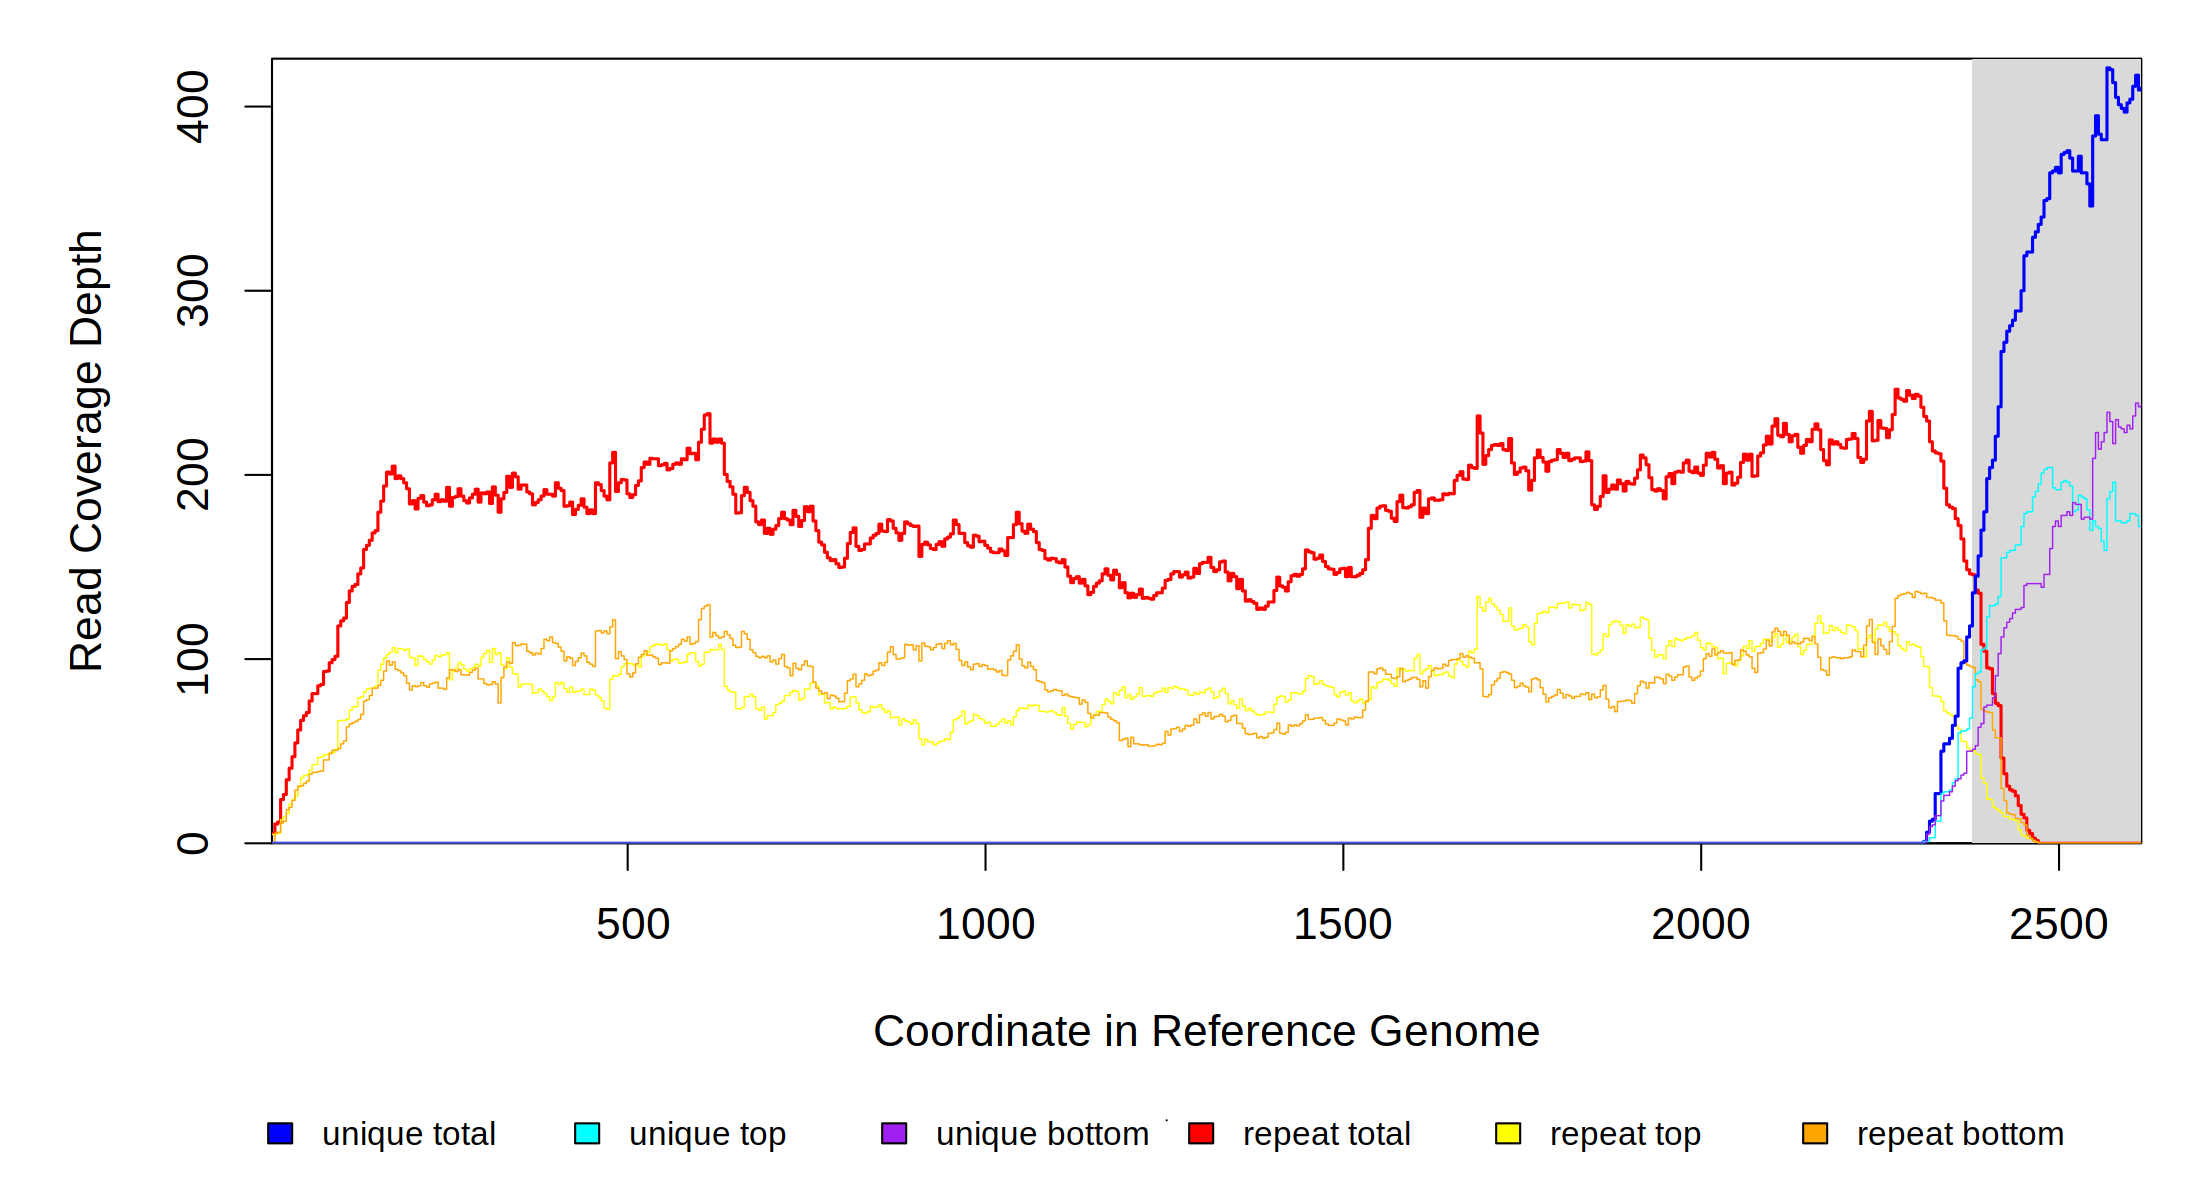 400
300
200
100
0
Read Coverage Depth
500 1000 1500 2000 2500
Coordinate in Reference Genome
unique total unique top unique bottom repeat total repeat top repeat bottom